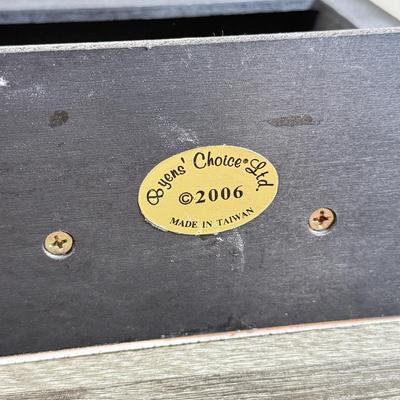 Byers' Choice® Ltd
©2006
MADE IN TAIWAN